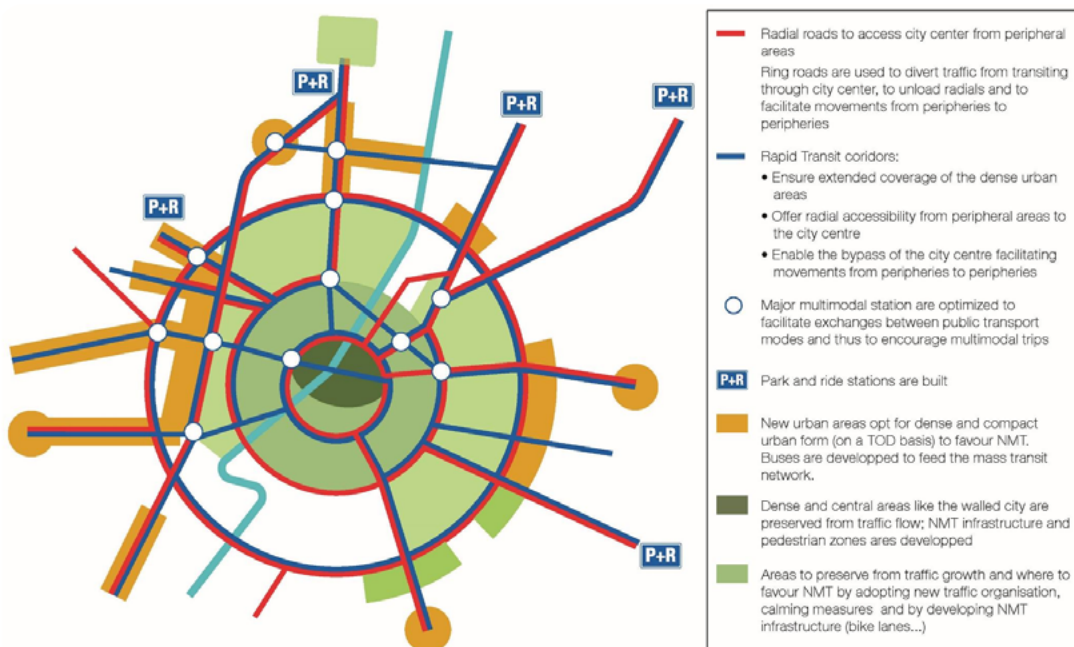 P+R
P+R
P+R
P+R
P+R
Radial roads to access city center from peripheral
areas
Ring roads are used to divert traffic from transiting
through city center, to unload radials and to
facilitate movements from peripheries to
peripheries
Rapid Transit coridors:
• Ensure extended coverage of the dense urban
areas
• Offer radial accessibility from peripheral areas to
the city centre
• Enable the bypass of the city centre facilitating
movements from peripheries to peripheries
Major multimodal station are optimized to
facilitate exchanges between public transport
modes and thus to encourage multimodal trips
P+R Park and ride stations are built
New urban areas opt for dense and compact
urban form (on a TOD basis) to favour NMT.
Buses are developped to feed the mass transit
network.
Dense and central areas like the walled city are
preserved from traffic flow; NMT infrastructure and
pedestrian zones ares developped
Areas to preserve from traffic growth and where to
favour NMT by adopting new traffic organisation,
calming measures and by developing NMT
infrastructure (bike lanes...)